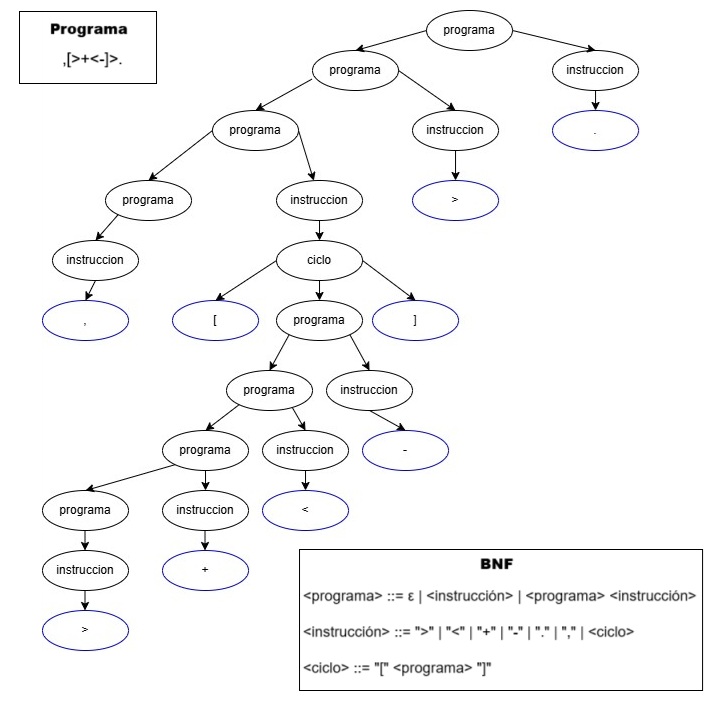 Programa
,[>+<-]>.
programa
programa
instruccion
programa
instruccion
.
programa
instruccion
>
instruccion
ciclo
,
[
programa
]
programa
instruccion
programa
instruccion
-
programa
instruccion
<
instruccion
+
>
BNF
<programa> ::= ε | <instrucción> | <programa> <instrucción>
<instrucción> ::= ">" | "<" | "+" | "-" | "." | "," | <ciclo>
<ciclo> ::= "[" <programa> "]"